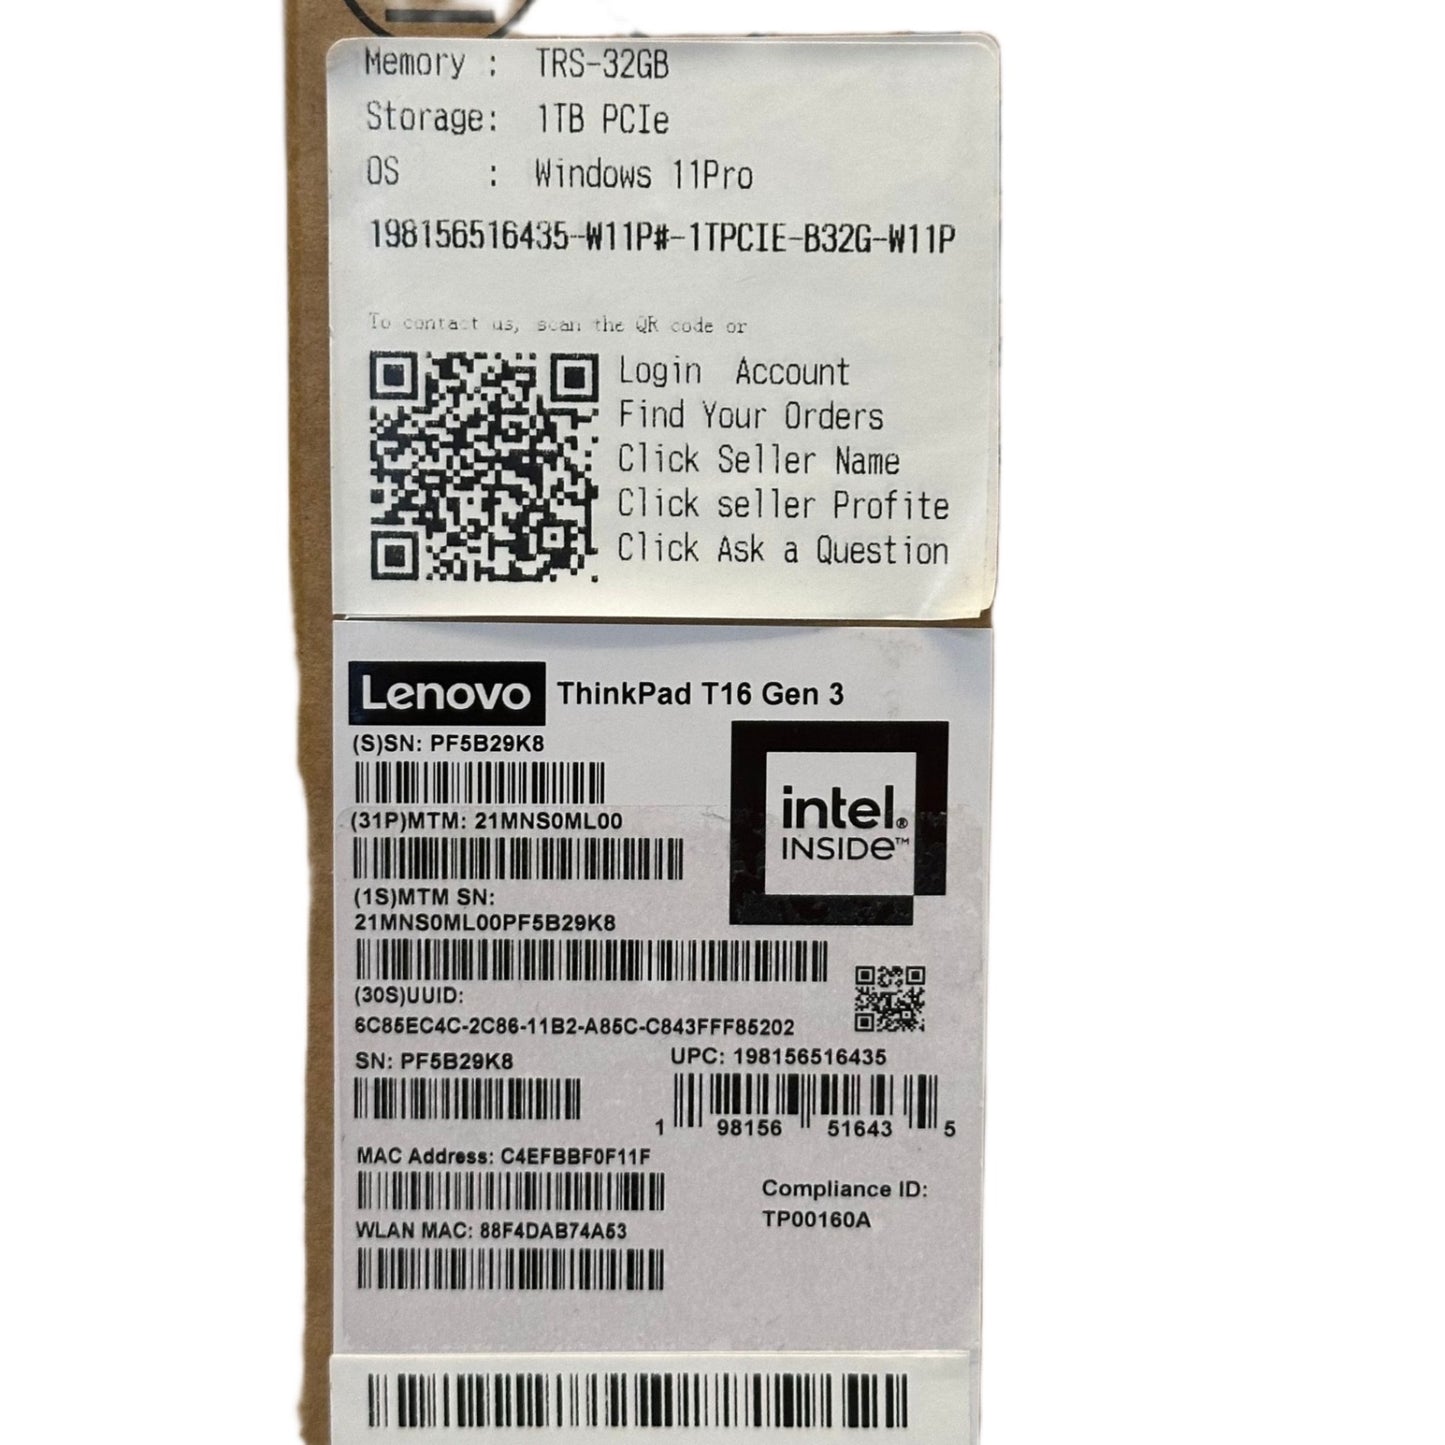 Memory : TRS-32GB
Storage: 1TB PCIe
OS : Windows 11Pro
198156516435-W11P#-1TPCIE-B32G-W11P
To contact us, scan the QR code or
Login Account
Find Your Orders
Click Seller Name
Click seller Profite
Click Ask a Question
Lenovo ThinkPad T16 Gen 3
(S)SN: PF5B29K8
intel®
INSIDE™
(31P)MTM: 21MNS0ML00
(1S)MTM SN:
21MNS0ML00PF5B29K8
(30S)UUID:
6C85EC4C-2C86-11B2-A85C-C843FFF85202
SN: PF5B29K8
UPC: 198156516435
1 98156 51643 5
MAC Address: C4EFBBF0F11F
WLAN MAC: 88F4DAB74A53
Compliance ID:
TP00160A